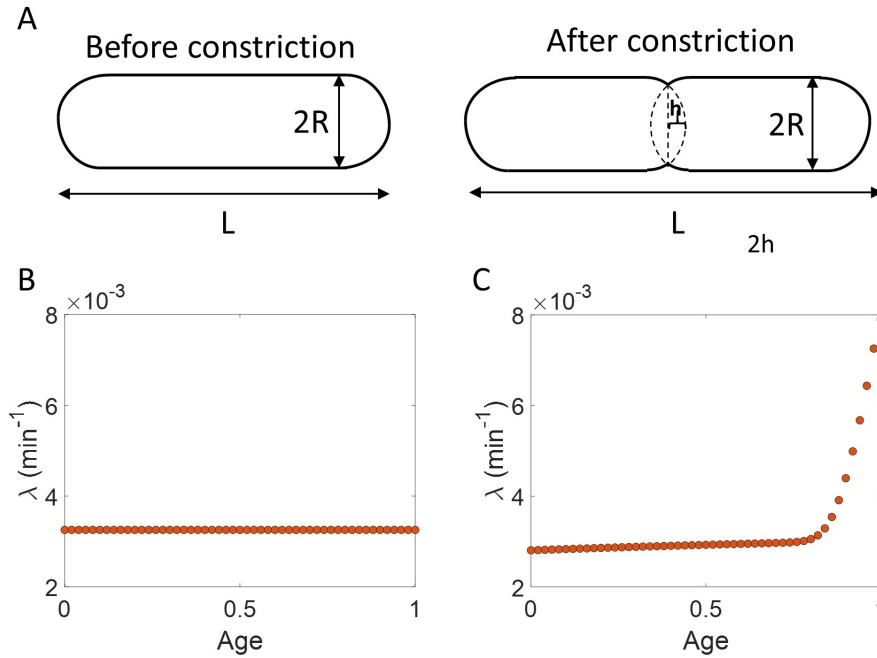 A
Before constriction
After constriction
2R
h
2R
L
L
2h
B
C
×10-3
8
6
4
2
λ (min-1)
0
0.5
1
Age
×10-3
8
6
4
2
λ (min-1)
0
0.5
Age